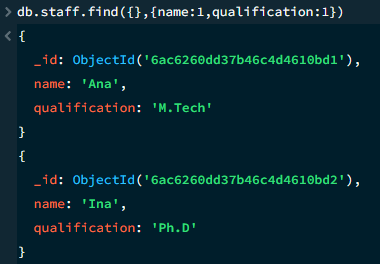 > db.staff.find({},{name:1,qualification:1})
< {
_id: ObjectId('6ac6260dd37b46c4d4610bd1'),
name: 'Ana',
qualification: 'M.Tech'
}
{
_id: ObjectId('6ac6260dd37b46c4d4610bd2'),
name: 'Ina',
qualification: 'Ph.D'
}